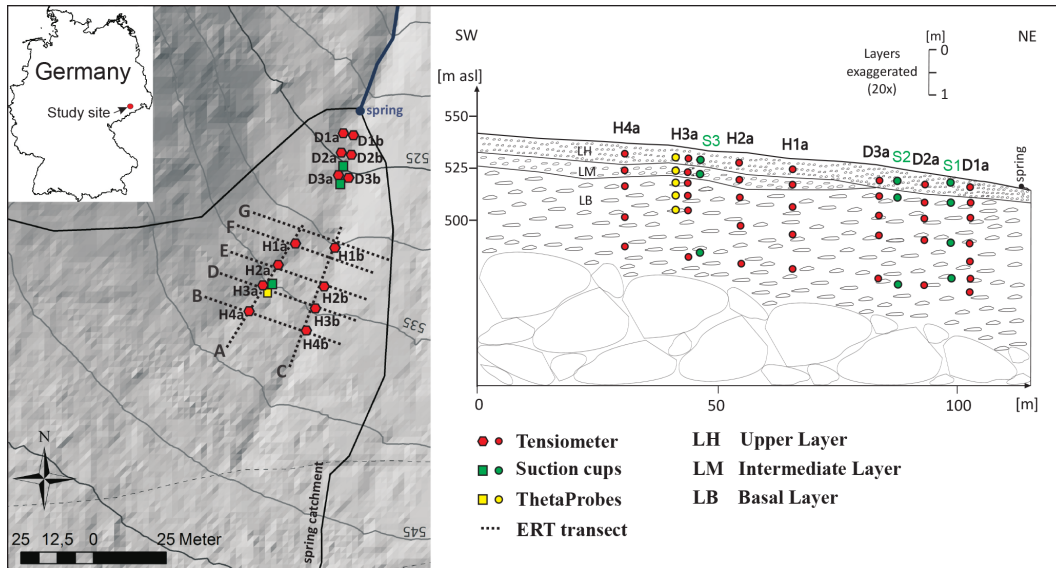 Germany
Study site
spring
D1a
D1b
D2a
D2b
525
D3a
D3b
G
F
H1a
E
H1b
H2a
D
H3a
H2b
B
H4a
H3b
535
H4b
A
C
N
spring catchment
545
25 12,5 0 25 Meter
SW
NE
[m asl]
Layers
exaggerated
(20x)
[m]
0
1
550
525
500
H4a H3a S3 H2a H1a D3a S2 D2a S1 D1a spring
LH
LM
LB
0 50 100 [m]
Tensiometer
Suction cups
ThetaProbes
ERT transect
LH Upper Layer
LM Intermediate Layer
LB Basal Layer